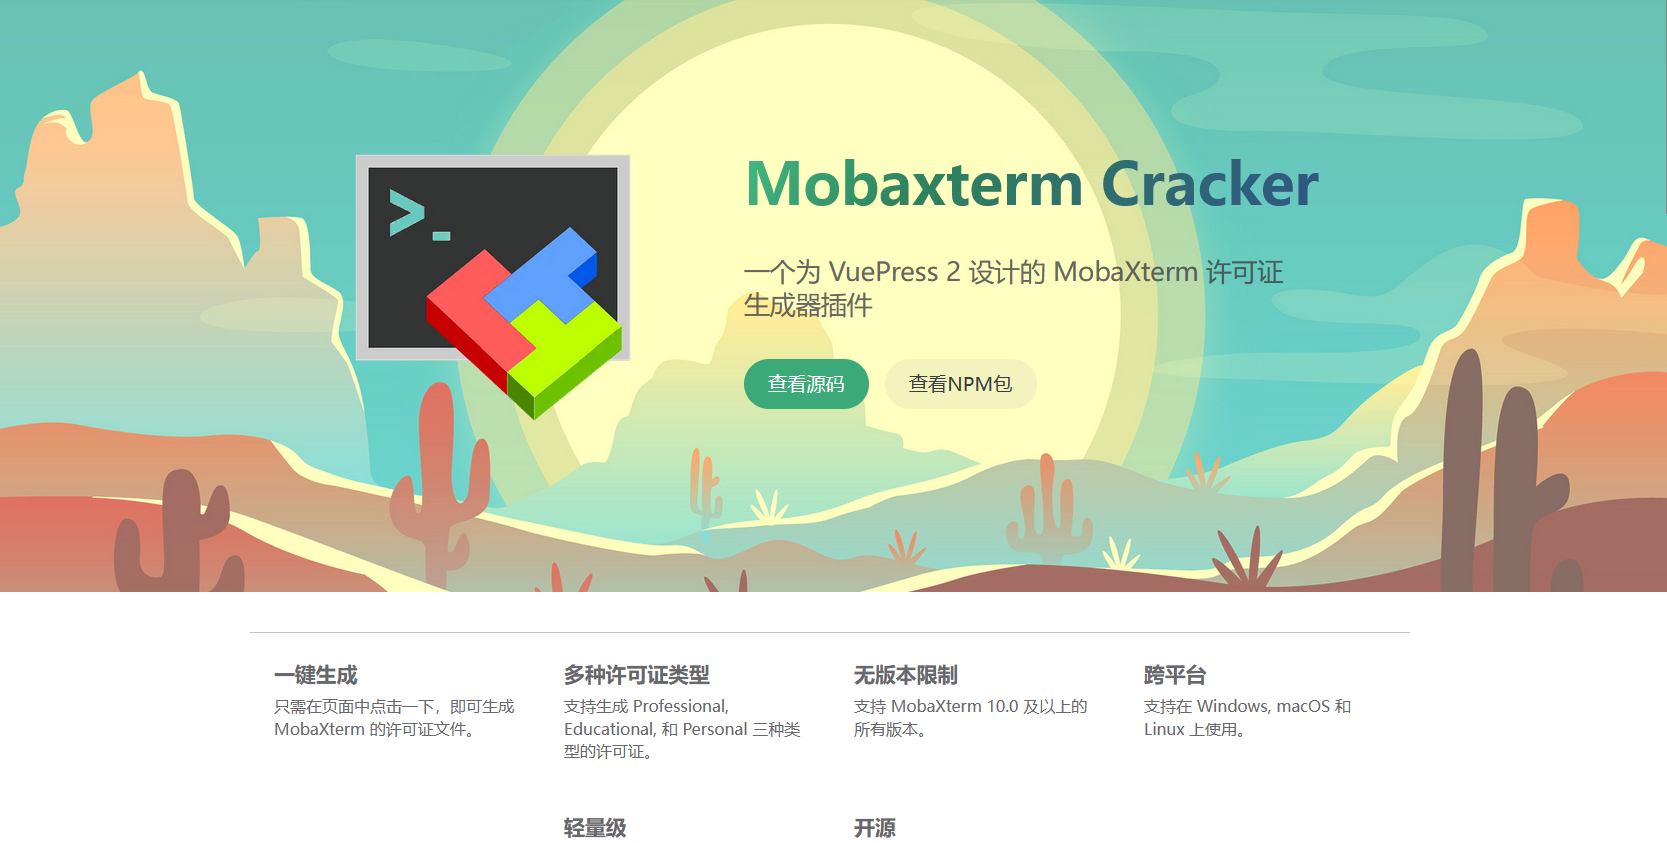 Mobaxterm Cracker
一个为 VuePress 2 设计的 MobaXterm 许可证
生成器插件
查看源码
查看NPM包
一键生成
只需在页面中点击一下，即可生成
MobaXterm 的许可证文件。
多种许可证类型
支持生成 Professional,
Educational, 和 Personal 三种类
型的许可证。
无版本限制
支持 MobaXterm 10.0 及以上的
所有版本。
跨平台
支持在 Windows, macOS 和
Linux 上使用。
轻量级
开源